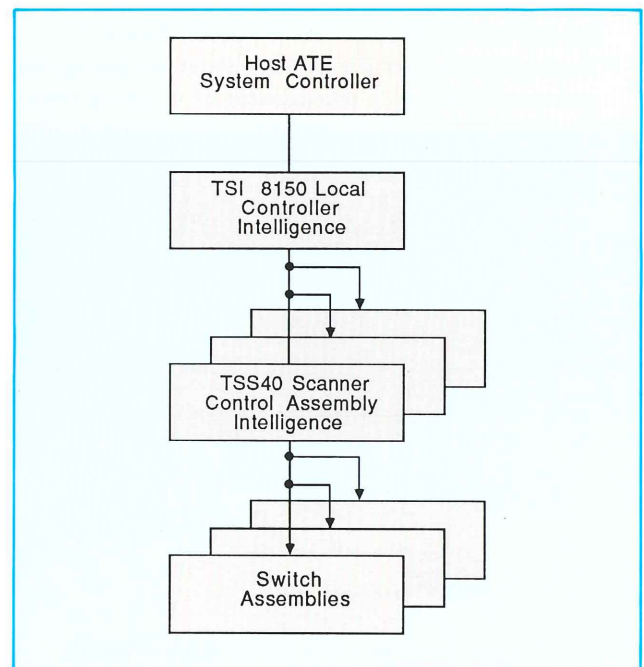 Host ATE
System Controller
TSI 8150 Local
Controller
Intelligence
TSS40 Scanner
Control Assembly
Intelligence
Switch
Assemblies